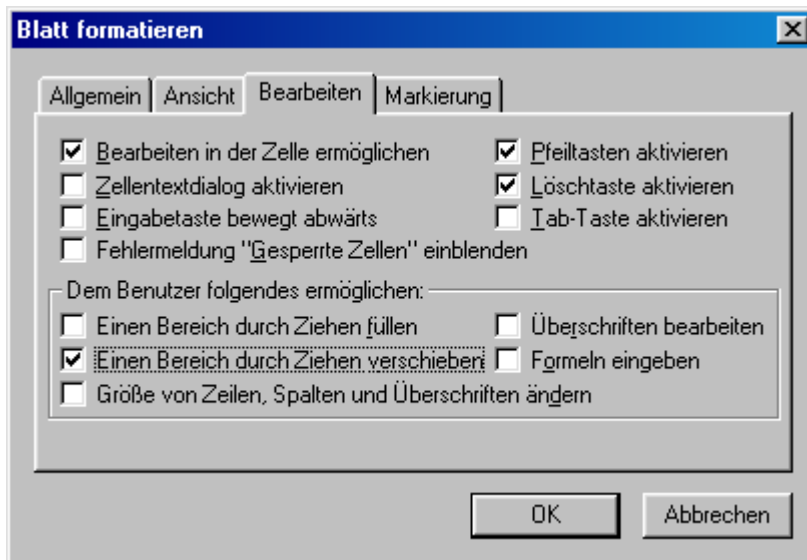 Blatt formatieren
Allgemein Ansicht Bearbeiten Markierung
Bearbeiten in der Zelle ermöglichen Pfeiltasten aktivieren
Zellentextdialog aktivieren Löschtaste aktivieren
Eingabetaste bewegt abwärts Tab-Taste aktivieren
Fehlermeldung "Gesperrte Zellen" einblenden
Dem Benutzer folgendes ermöglichen:
Einen Bereich durch Ziehen füllen Überschriften bearbeiten
Einen Bereich durch Ziehen verschieben Formeln eingeben
Größe von Zeilen, Spalten und Überschriften ändern
OK Abbrechen